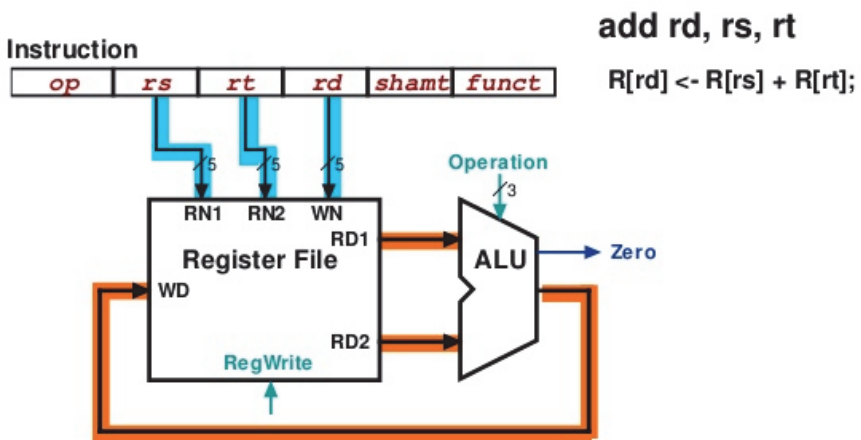 add rd, rs, rt
Instruction
op rs rt rd shamt funct
R[rd] <- R[rs] + R[rt];
5 5 5
Operation
3
RN1 RN2 WN
RD1
Register File
ALU
Zero
WD
RD2
RegWrite